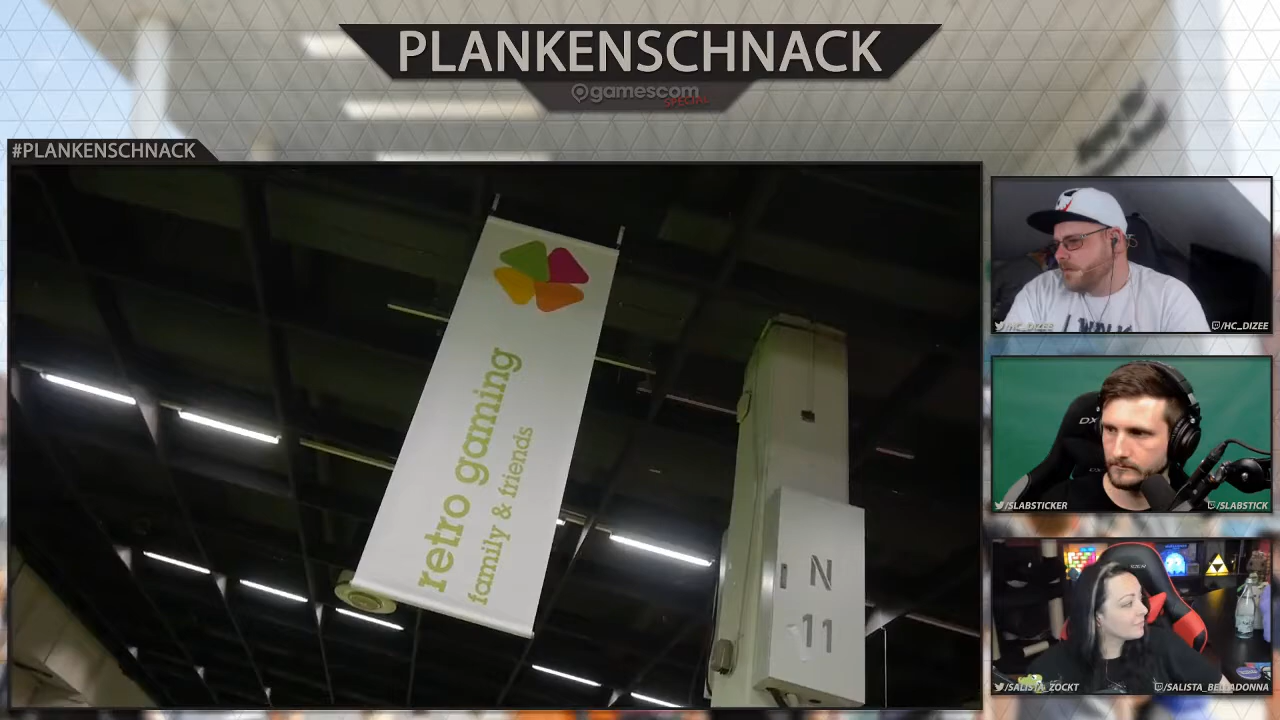 PLANKENSCHNACK
gamescom
SPECIAL
#PLANKENSCHNACK
retro gaming
family & friends
N
11
/HC_DIZEE
/HC_DIZEE
/SLABSTICKER
/SLABSTICK
/SALISTA_ZOCKT
/SALISTA_BELLADONNA